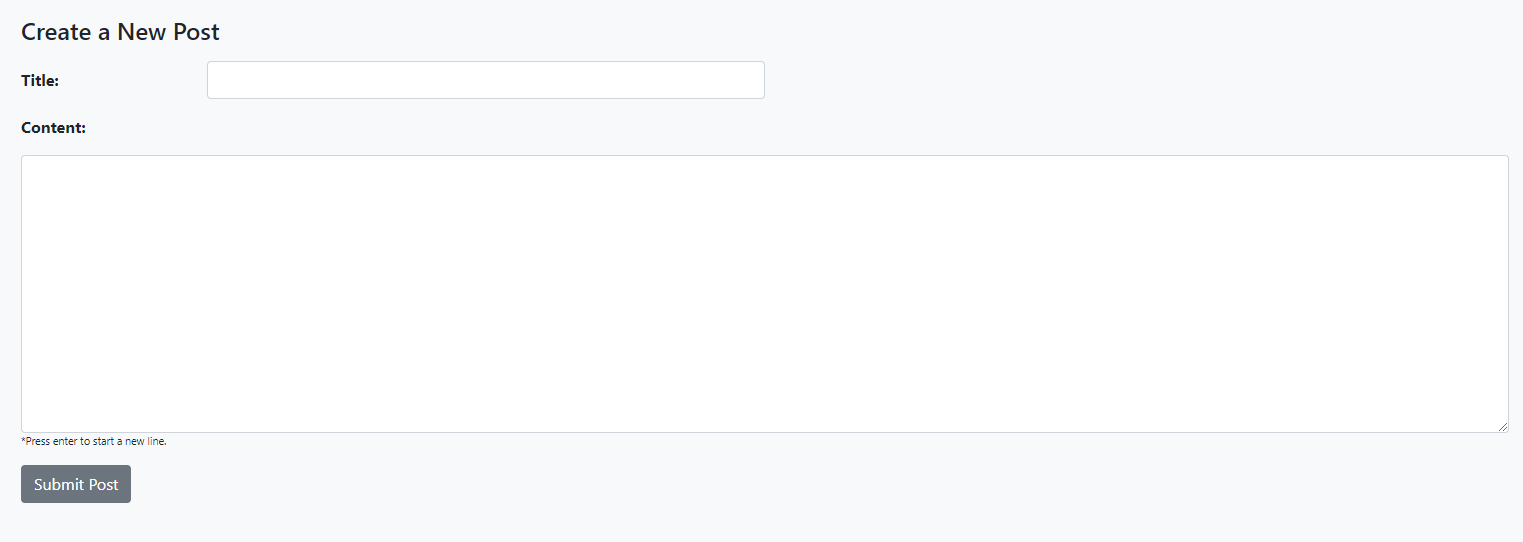 Create a New Post
Title:
Content:
*Press enter to start a new line.
Submit Post